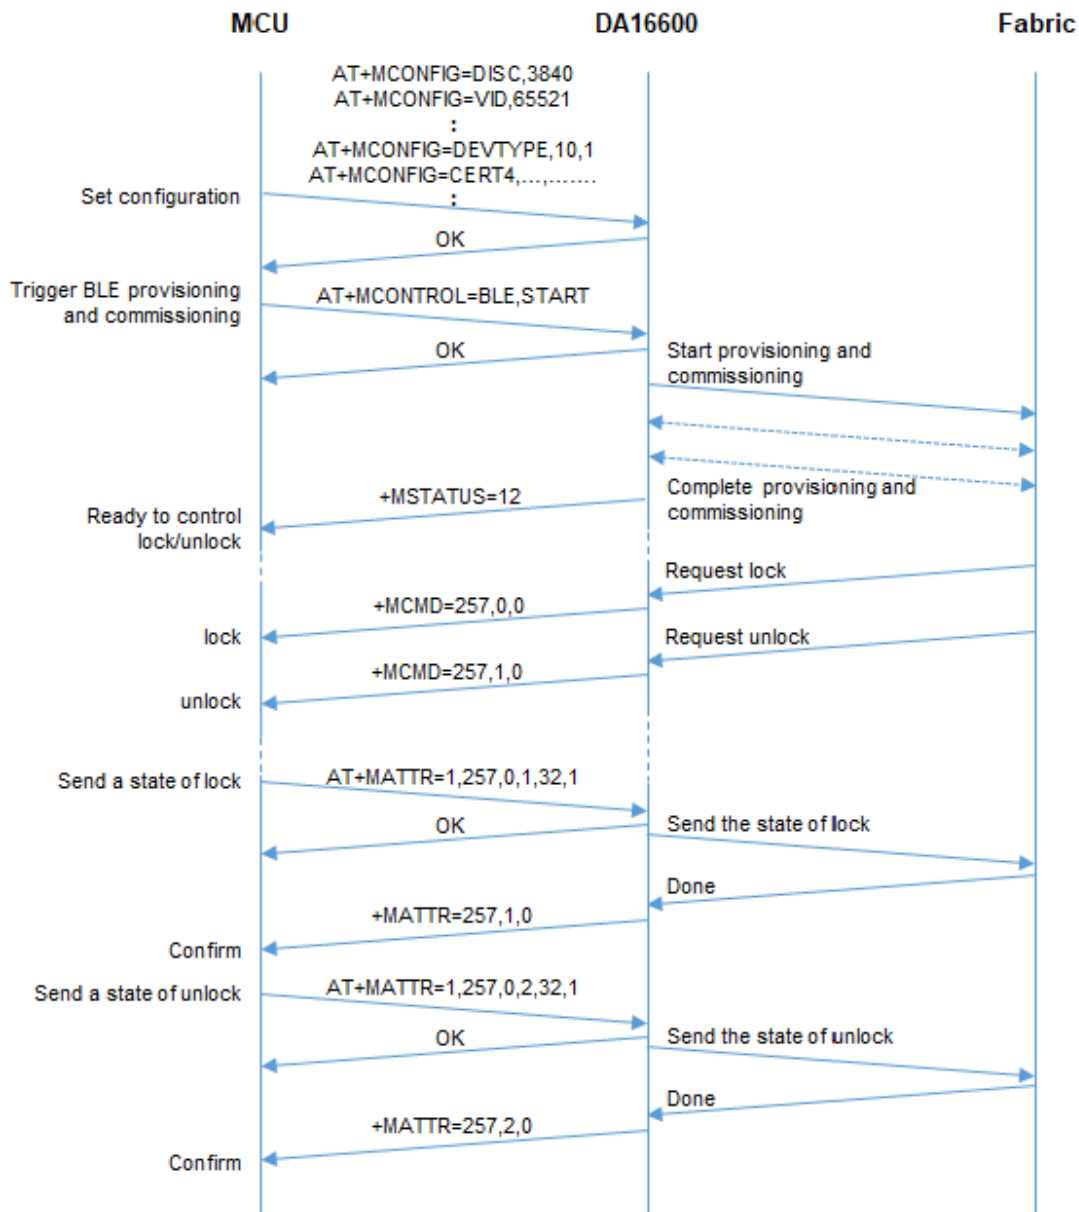 MCU
DA16600
Fabric
AT+MCONFIG=DISC,3840
AT+MCONFIG=VID,65521
:
AT+MCONFIG=DEVTYPE,10,1
AT+MCONFIG=CERT4,...,.......
:
Set configuration
OK
Trigger BLE provisioning
and commissioning
AT+MCONTROL=BLE,START
OK
Start provisioning and
commissioning
+MSTATUS=12
Complete provisioning and
commissioning
Ready to control
lock/unlock
Request lock
+MCMD=257,0,0
lock
Request unlock
+MCMD=257,1,0
unlock
Send a state of lock
AT+MATTR=1,257,0,1,32,1
OK
Send the state of lock
Done
+MATTR=257,1,0
Confirm
Send a state of unlock
AT+MATTR=1,257,0,2,32,1
OK
Send the state of unlock
Done
+MATTR=257,2,0
Confirm